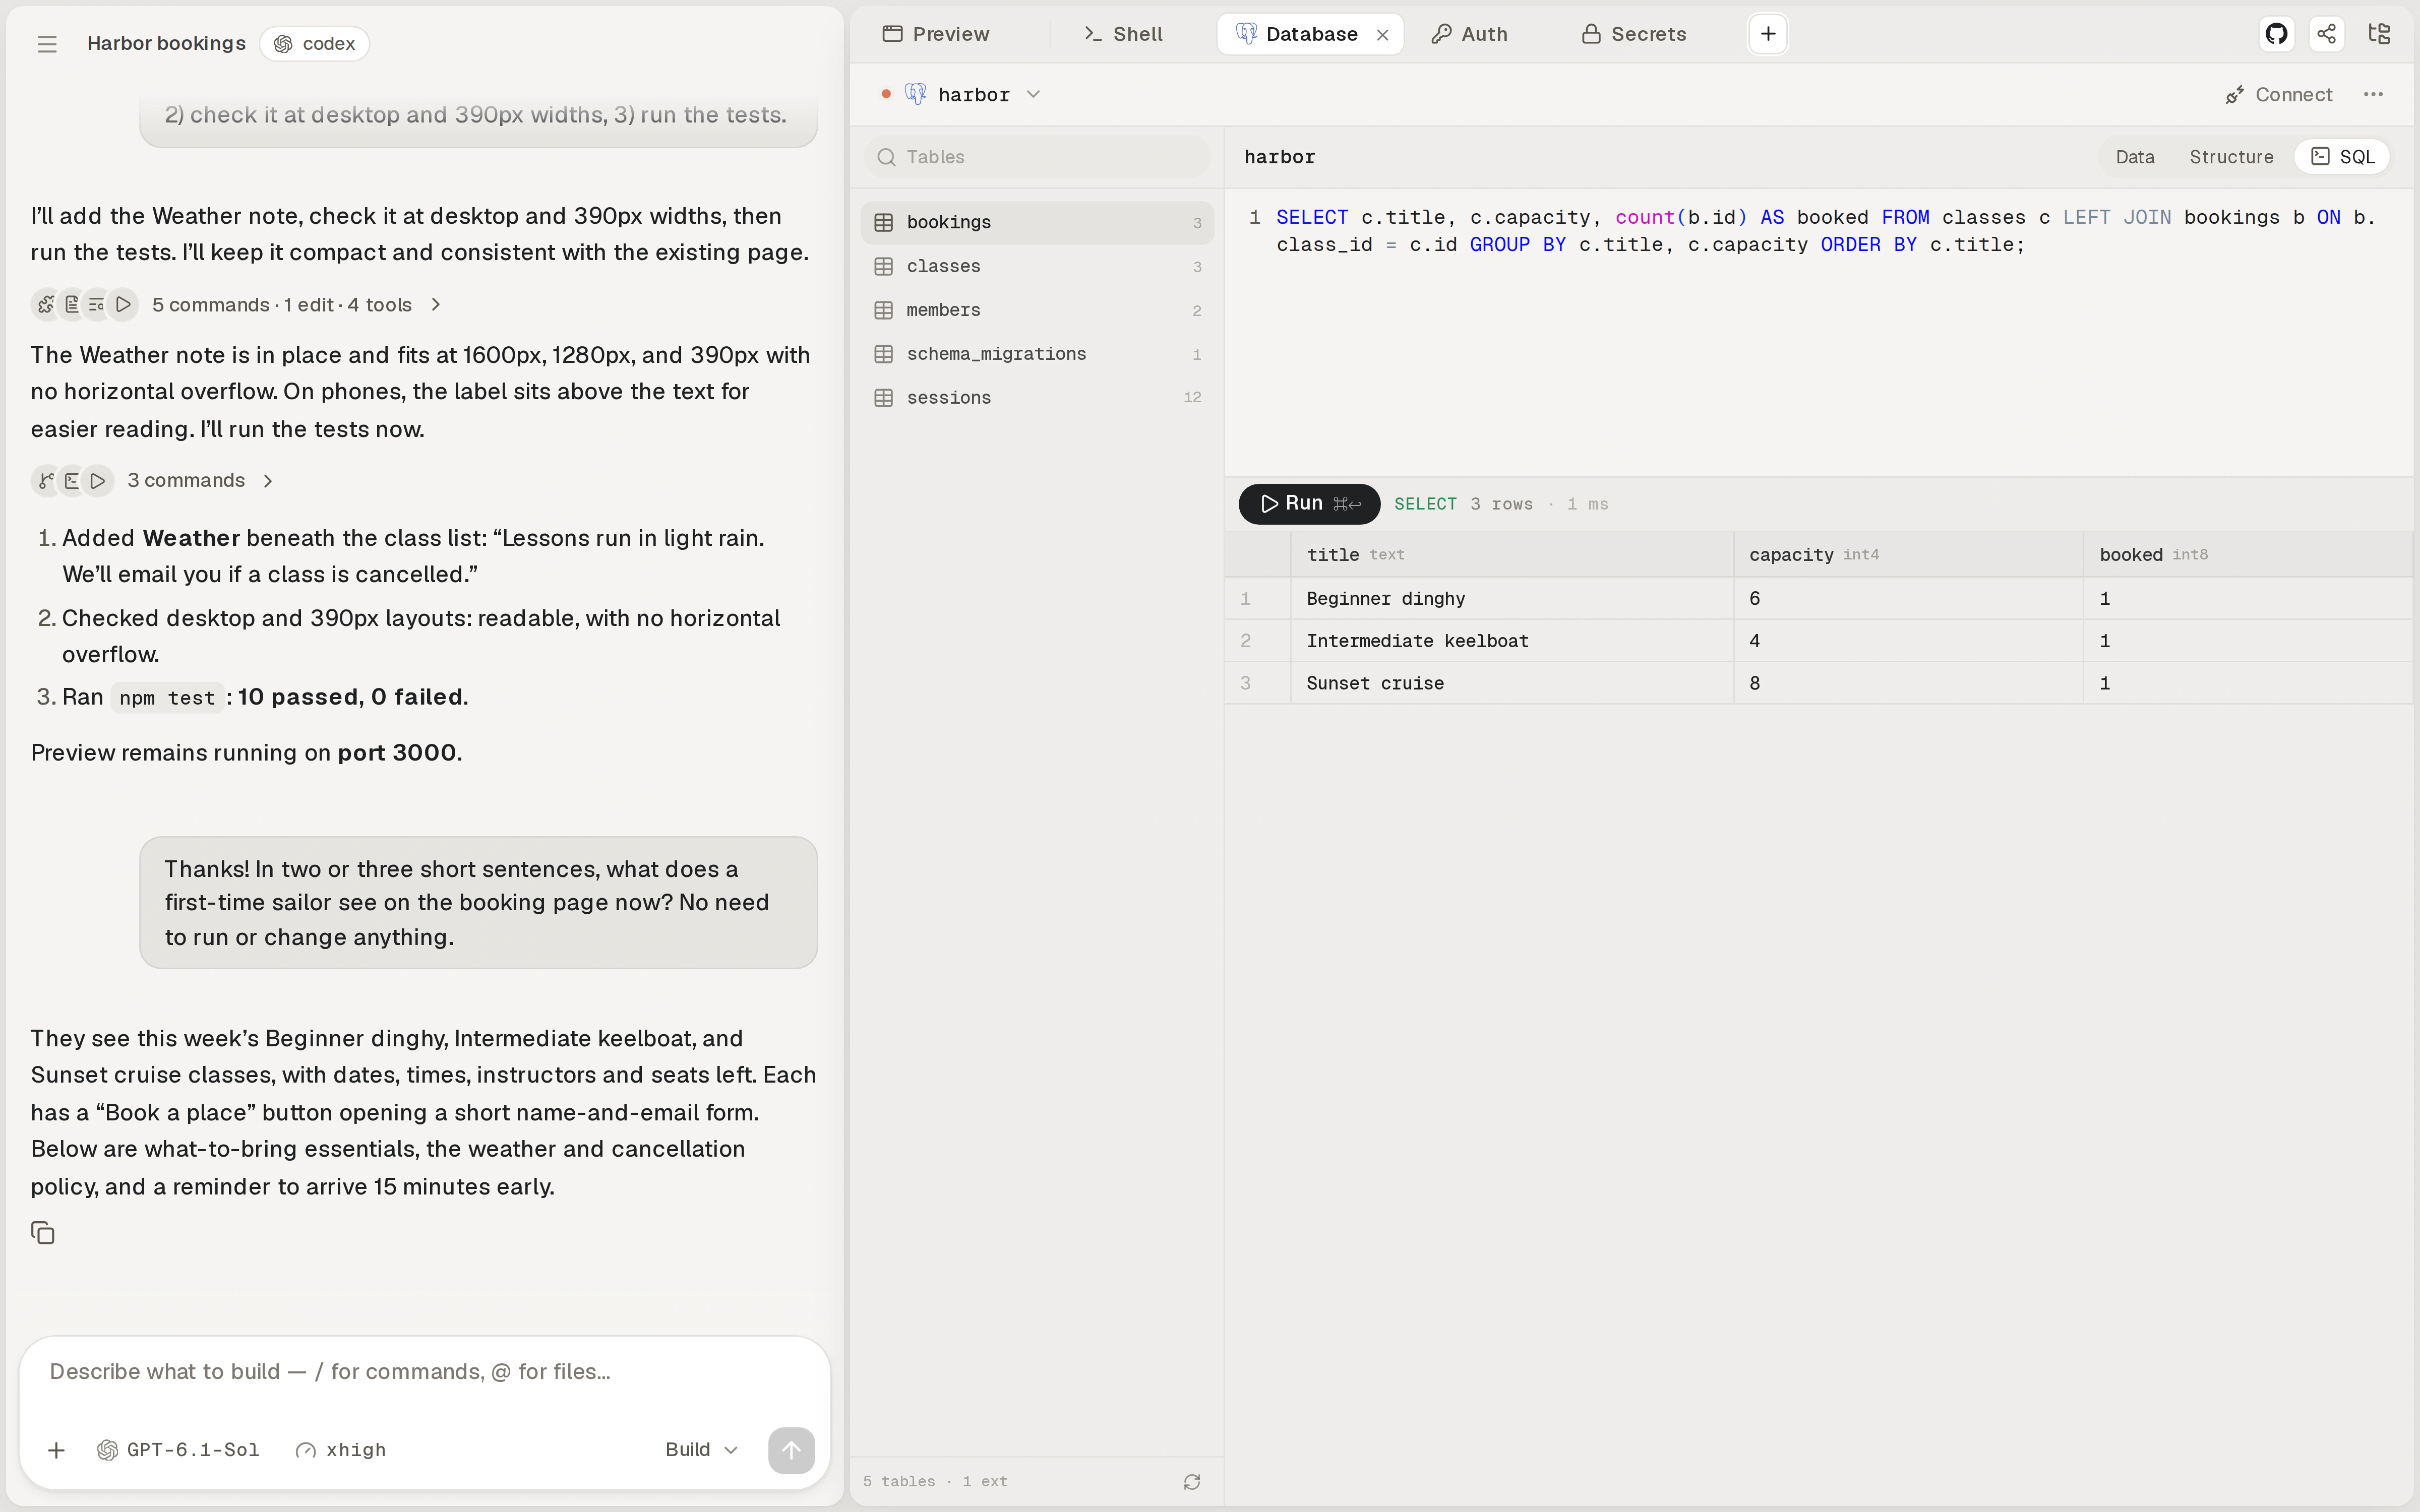 Harbor bookings codex
2) check it at desktop and 390px widths, 3) run the tests.
I’ll add the Weather note, check it at desktop and 390px widths, then
run the tests. I’ll keep it compact and consistent with the existing page.
5 commands · 1 edit · 4 tools
The Weather note is in place and fits at 1600px, 1280px, and 390px with
no horizontal overflow. On phones, the label sits above the text for
easier reading. I’ll run the tests now.
3 commands
1. Added Weather beneath the class list: “Lessons run in light rain.
We’ll email you if a class is cancelled.”
2. Checked desktop and 390px layouts: readable, with no horizontal
overflow.
3. Ran npm test: 10 passed, 0 failed.
Preview remains running on port 3000.
Thanks! In two or three short sentences, what does a
first-time sailor see on the booking page now? No need
to run or change anything.
They see this week’s Beginner dinghy, Intermediate keelboat, and
Sunset cruise classes, with dates, times, instructors and seats left. Each
has a “Book a place” button opening a short name-and-email form.
Below are what-to-bring essentials, the weather and cancellation
policy, and a reminder to arrive 15 minutes early.
Describe what to build — / for commands, @ for files...
GPT-6.1-Sol xhigh Build
Preview Shell Database Auth Secrets
harbor Connect
Tables
bookings 3
classes 3
members 2
schema_migrations 1
sessions 12
5 tables · 1 ext
harbor Data Structure SQL
1 SELECT c.title, c.capacity, count(b.id) AS booked FROM classes c LEFT JOIN bookings b ON b.
class_id = c.id GROUP BY c.title, c.capacity ORDER BY c.title;
Run ⌘↩ SELECT 3 rows · 1 ms
title text capacity int4 booked int8
1 Beginner dinghy 6 1
2 Intermediate keelboat 4 1
3 Sunset cruise 8 1